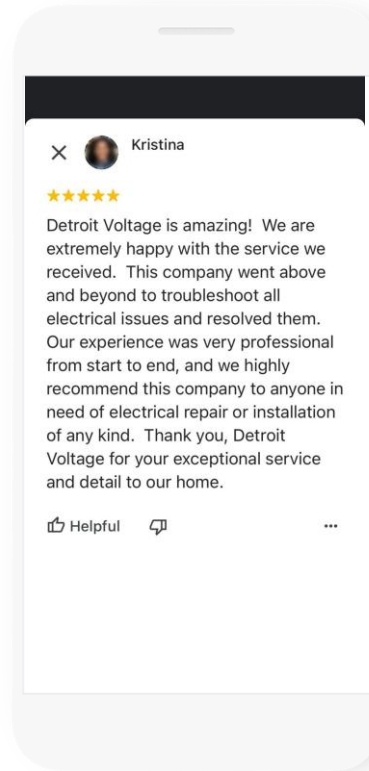 Kristina
Detroit Voltage is amazing!  We are
extremely happy with the service we
received.  This company went above
and beyond to troubleshoot all
electrical issues and resolved them.
Our experience was very professional
from start to end, and we highly
recommend this company to anyone in
need of electrical repair or installation
of any kind.  Thank you, Detroit
Voltage for your exceptional service
and detail to our home.
Helpful